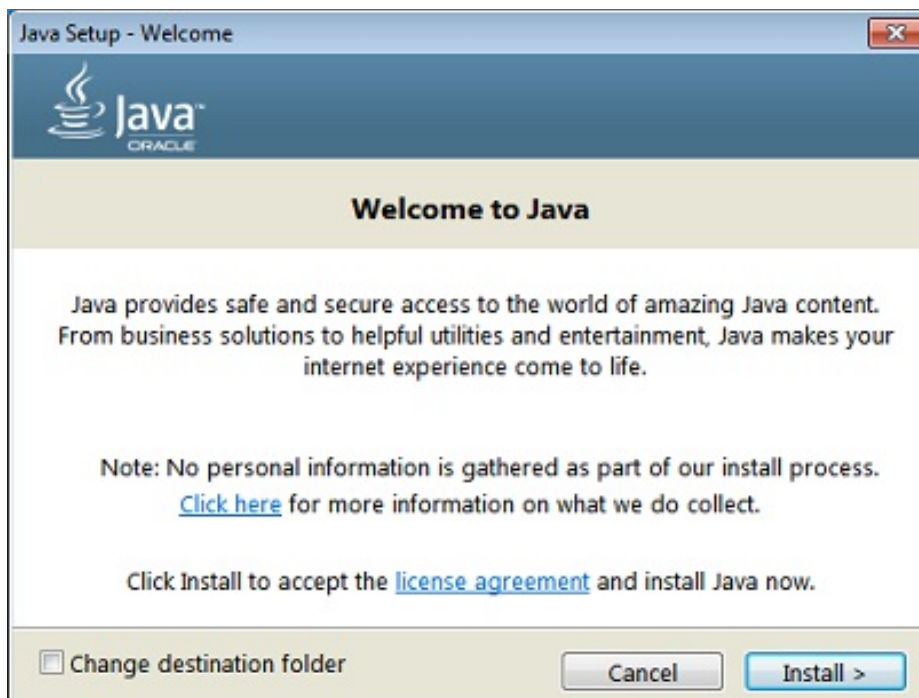 Java Setup - Welcome
Java™
ORACLE
Welcome to Java
Java provides safe and secure access to the world of amazing Java content.
From business solutions to helpful utilities and entertainment, Java makes your
internet experience come to life.
Note: No personal information is gathered as part of our install process.
Click here for more information on what we do collect.
Click Install to accept the license agreement and install Java now.
Change destination folder
Cancel
Install >